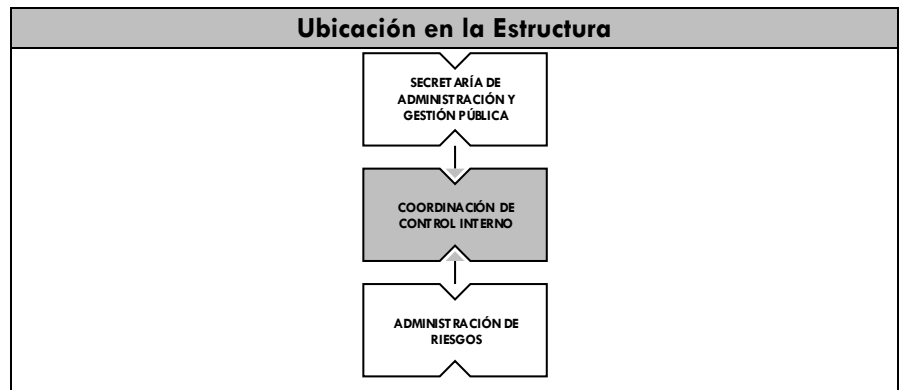 Ubicación en la Estructura
SECRETARÍA DE
ADMINISTRACIÓN Y
GESTIÓN PÚBLICA
COORDINACIÓN DE
CONTROL INTERNO
ADMINISTRACIÓN DE
RIESGOS